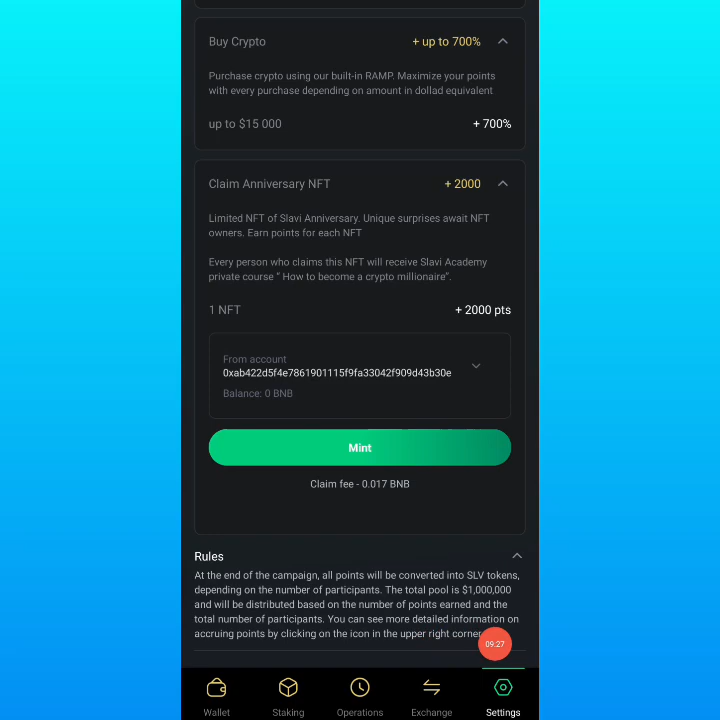 Buy Crypto + up to 700%
Purchase crypto using our built-in RAMP. Maximize your points
with every purchase depending on amount in dollad equivalent
up to $15 000 + 700%
Claim Anniversary NFT + 2000
Limited NFT of Slavi Anniversary. Unique surprises await NFT
owners. Earn points for each NFT
Every person who claims this NFT will receive Slavi Academy
private course “ How to become a crypto millionaire”.
1 NFT + 2000 pts
From account
0xab422d5f4e7861901115f9fa33042f909d43b30e
Balance: 0 BNB
Mint
Claim fee - 0.017 BNB
Rules
At the end of the campaign, all points will be converted into SLV tokens,
depending on the number of participants. The total pool is $1,000,000
and will be distributed based on the number of points earned and the
total number of participants. You can see more detailed information on
accruing points by clicking on the icon in the upper right corner
09:27
Wallet Staking Operations Exchange Settings